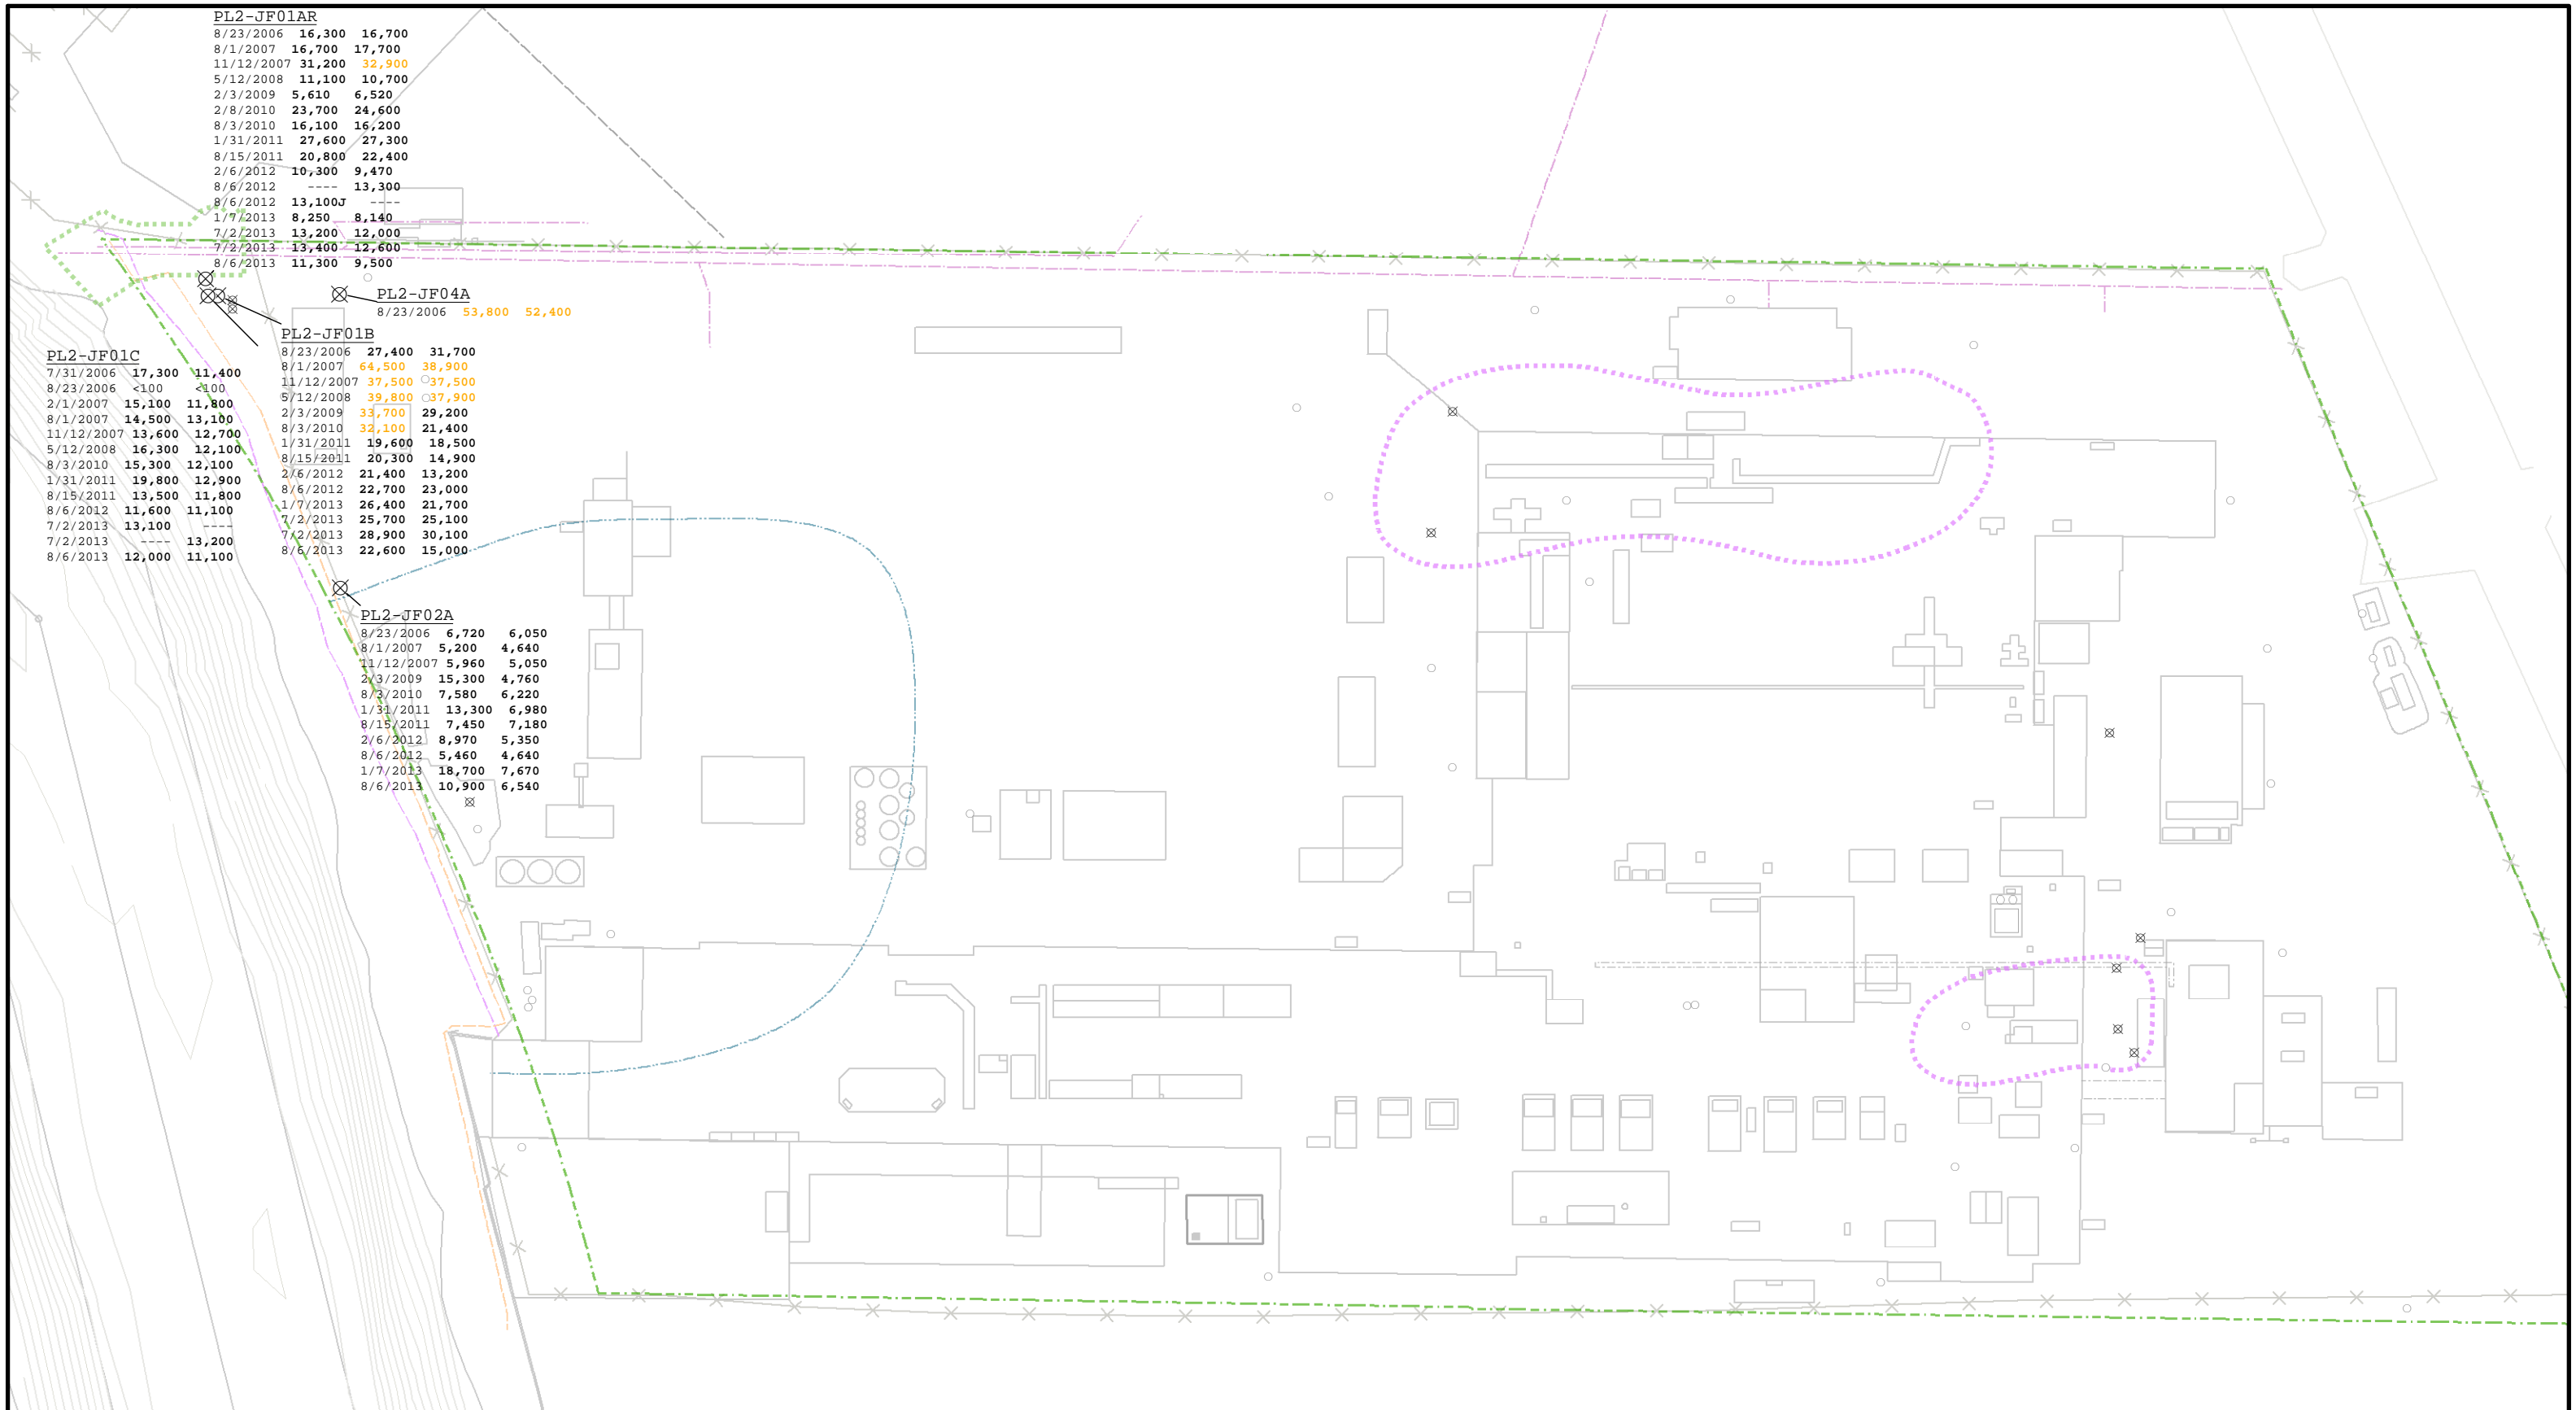 PL2-JF01AR
8/23/2006 16,300 16,700
8/1/2007 16,700 17,700
11/12/2007 31,200 32,900
5/12/2008 11,100 10,700
2/3/2009 5,610 6,520
2/8/2010 23,700 24,600
8/3/2010 16,100 16,200
1/31/2011 27,600 27,300
8/15/2011 20,800 22,400
2/6/2012 10,300 9,470
8/6/2012 ---- 13,300
8/6/2012 13,100J ----
1/7/2013 8,250 8,140
7/2/2013 13,200 12,000
7/2/2013 13,400 12,600
8/6/2013 11,300 9,500
PL2-JF04A
8/23/2006 53,800 52,400
PL2-JF01B
8/23/2006 27,400 31,700
8/1/2007 64,500 38,900
11/12/2007 37,500 37,500
5/12/2008 39,800 37,900
2/3/2009 33,700 29,200
8/3/2010 32,100 21,400
1/31/2011 19,600 18,500
8/15/2011 20,300 14,900
2/6/2012 21,400 13,200
8/6/2012 22,700 23,000
1/7/2013 26,400 21,700
7/2/2013 25,700 25,100
7/2/2013 28,900 30,100
8/6/2013 22,600 15,000
PL2-JF01C
7/31/2006 17,300 11,400
8/23/2006 <100 <100
2/1/2007 15,100 11,800
8/1/2007 14,500 13,100
11/12/2007 13,600 12,700
5/12/2008 16,300 12,100
8/3/2010 15,300 12,100
1/31/2011 19,800 12,900
8/15/2011 13,500 11,800
8/6/2012 11,600 11,100
7/2/2013 13,100 ----
7/2/2013 ---- 13,200
8/6/2013 12,000 11,100
PL2-JF02A
8/23/2006 6,720 6,050
8/1/2007 5,200 4,640
11/12/2007 5,960 5,050
2/3/2009 15,300 4,760
8/3/2010 7,580 6,220
1/31/2011 13,300 6,980
8/15/2011 7,450 7,180
2/6/2012 8,970 5,350
8/6/2012 5,460 4,640
1/7/2013 18,700 7,670
8/6/2013 10,900 6,540